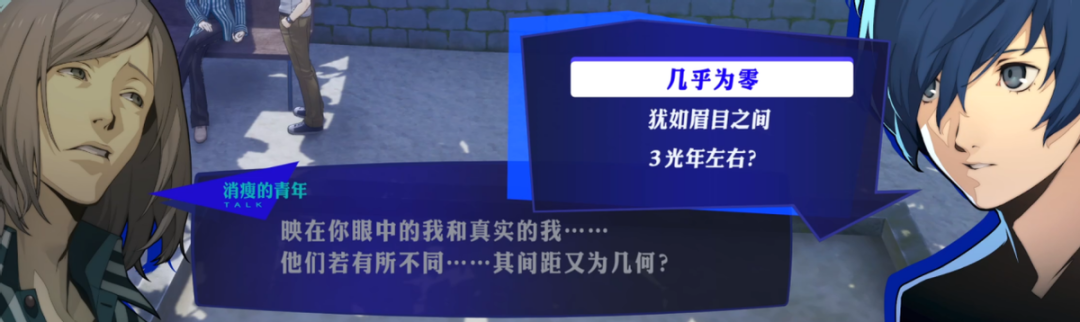 几乎为零
犹如眉目之间
3光年左右?
消瘦的青年
TALK
映在你眼中的我和真实的我……
他们若有所不同……其间距又为几何?